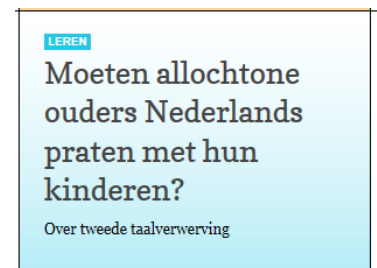 LEREN
Moeten allochtone
ouders Nederlands
praten met hun
kinderen?
Over tweede taalverwerving